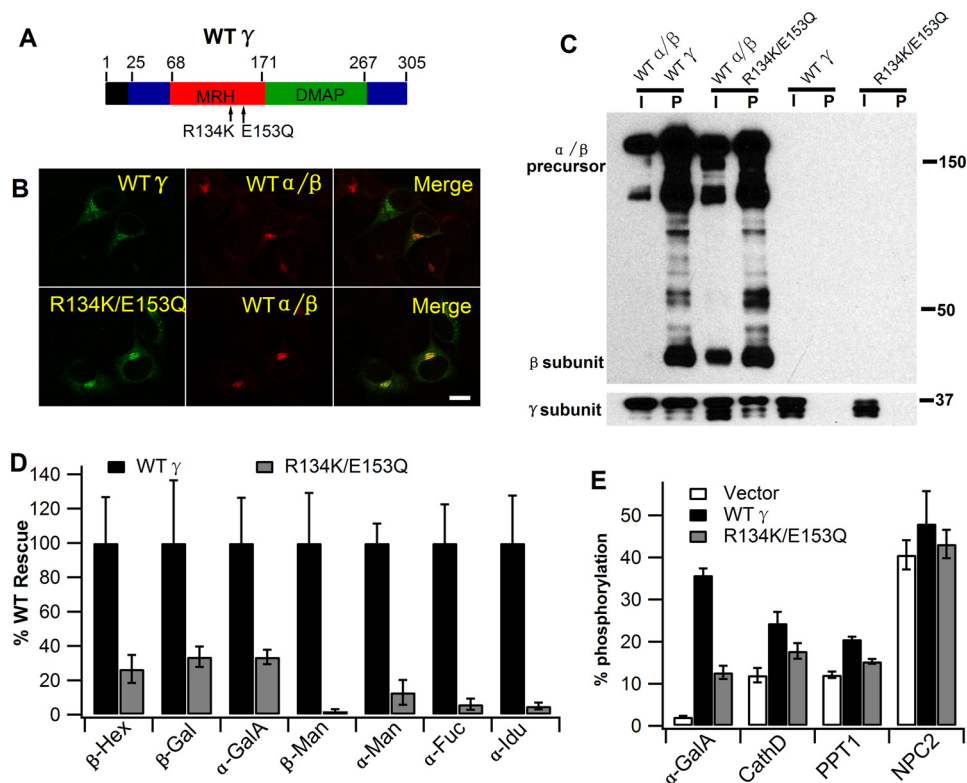 A
WT γ
1 25 68 171 267 305
MRH DMAP
R134K E153Q
B
WT γ WT α/β Merge
R134K/E153Q WT α/β Merge
C
WT α/β
WT γ
WT α/β
R134K/E153Q
WT γ
R134K/E153Q
I P I P I P I P
α/β
precursor
150
50
β subunit
γ subunit
37
D
WT γ R134K/E153Q
% WT Rescue
140
120
100
80
60
40
20
0
β-Hex
β-Gal
α-GalA
β-Man
α-Man
α-Fuc
α-Idu
E
Vector
WT γ
R134K/E153Q
% phosphorylation
50
40
30
20
10
0
α-GalA
CathD
PPT1
NPC2